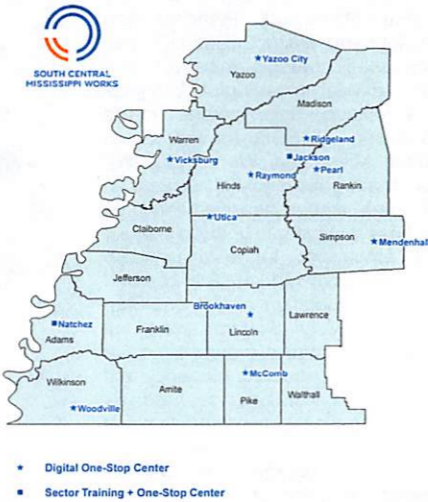 SOUTH CENTRAL
MISSISSIPPI WORKS
Yazoo City
Yazoo
Madison
Warren
Ridgeland
Vicksburg
Jackson
Raymond
Pearl
Hinds
Rankin
Utica
Claiborne
Simpson
Mendenhall
Copiah
Jefferson
Brookhaven
Lawrence
Natchez
Franklin
Lincoln
Adams
Wilkinson
McComb
Amite
Pike
Walthall
Woodville
Digital One-Stop Center
Sector Training + One-Stop Center